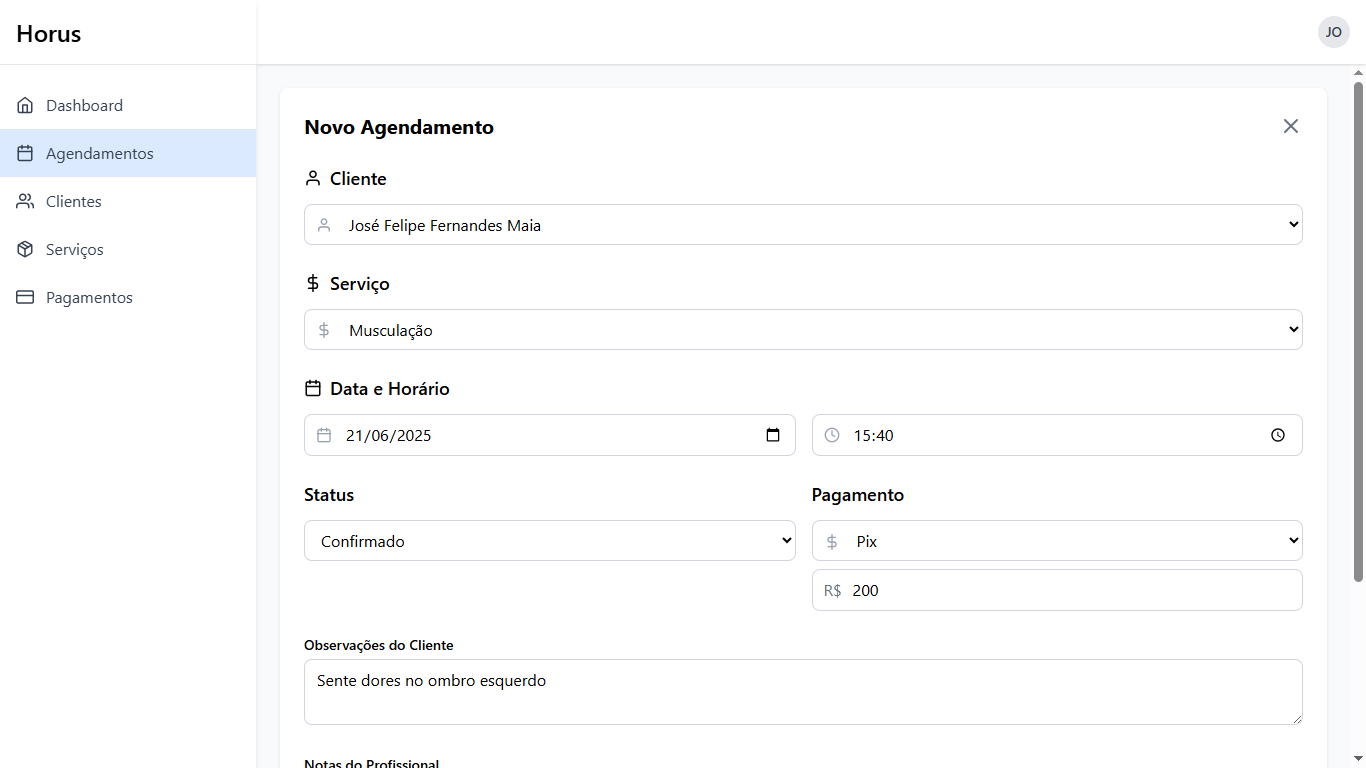 Horus
JO
Dashboard
Agendamentos
Clientes
Serviços
Pagamentos
Novo Agendamento
Cliente
José Felipe Fernandes Maia
$ Serviço
$ Musculação
Data e Horário
21/06/2025
15:40
Status
Pagamento
Confirmado
$ Pix
R$ 200
Observações do Cliente
Sente dores no ombro esquerdo
Notas do Profissional